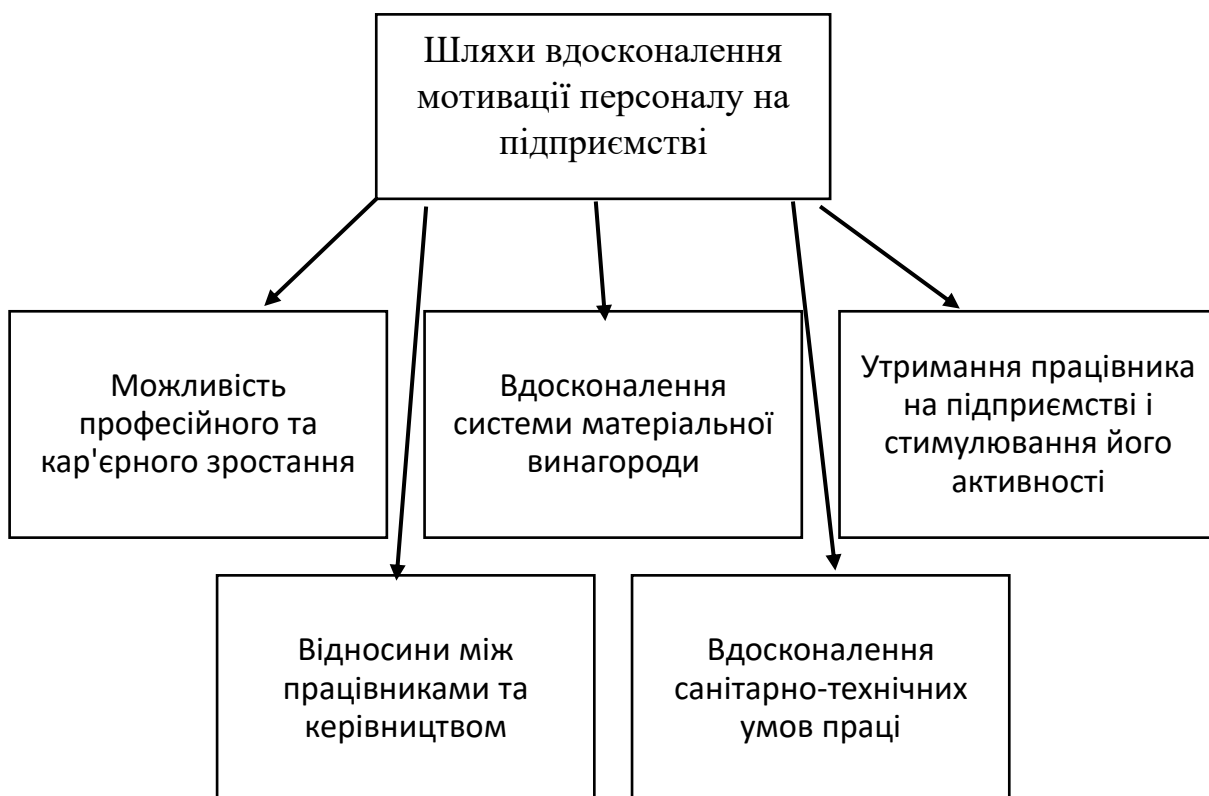 Шляхи вдосконалення
мотивації персоналу на
підприємстві
Можливість
професійного та
кар'єрного зростання
Вдосконалення
системи матеріальної
винагороди
Утримання працівника
на підприємстві і
стимулювання його
активності
Відносини між
працівниками та
керівництвом
Вдосконалення
санітарно-технічних
умов праці